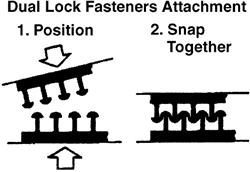 Dual Lock Fasteners Attachment
1. Position
2. Snap
Together